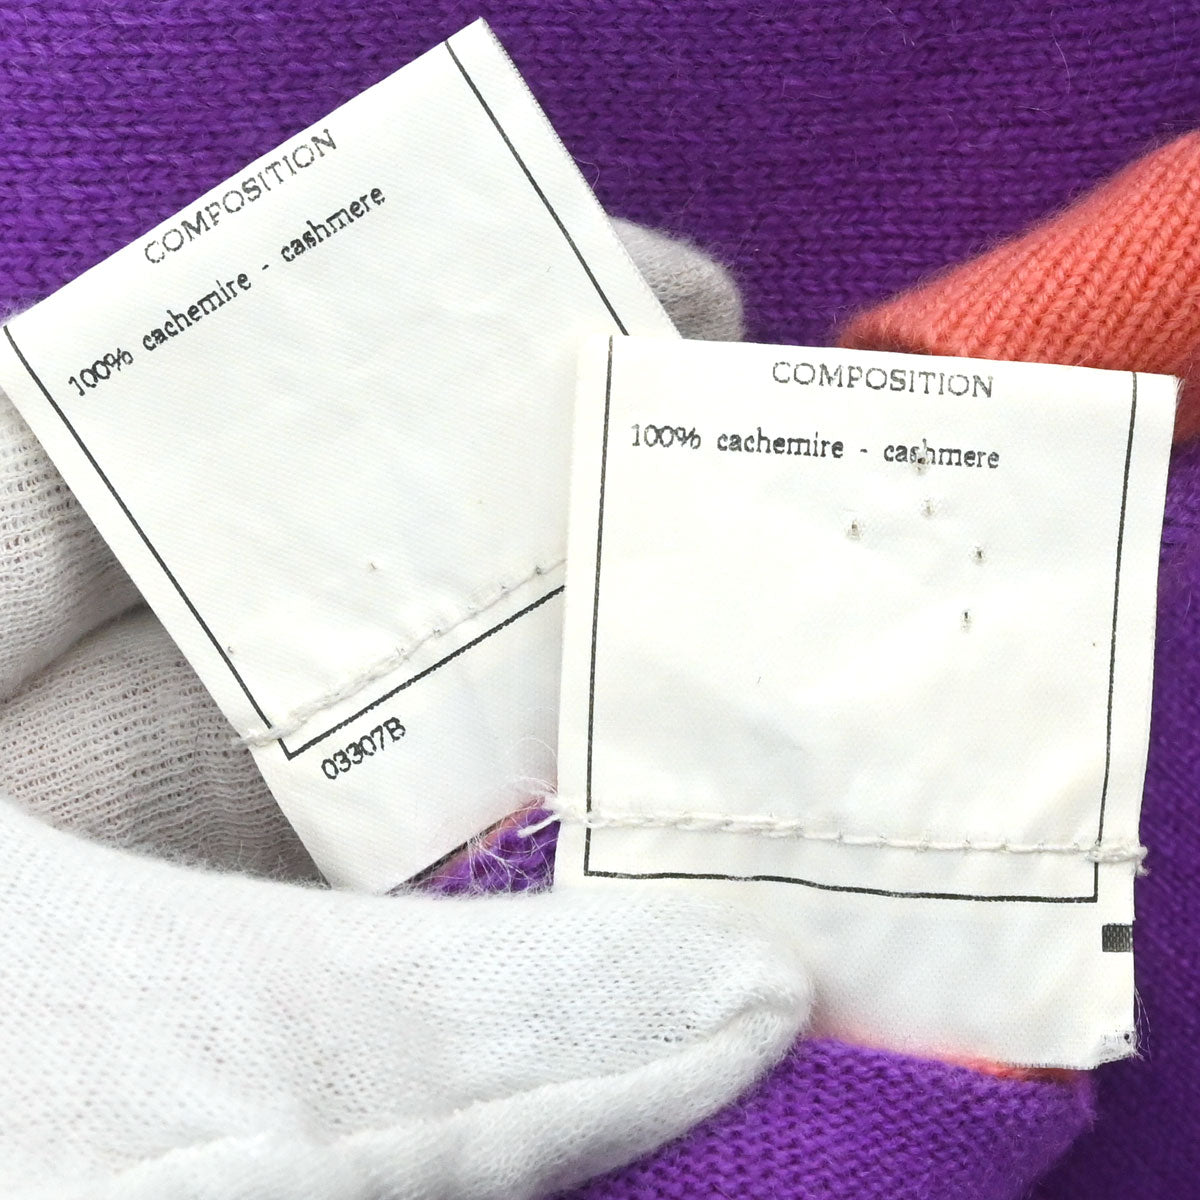 COMPOSITION
100% cachemire - cashmere
03307B
COMPOSITION
100% cachemire - cashmere